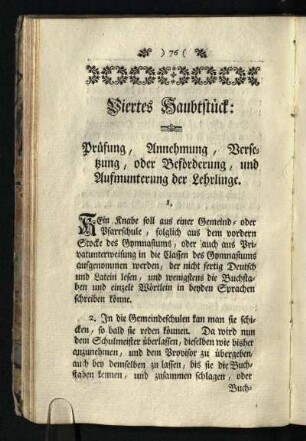 ) 76 (
Viertes Haubtstück:
Prüfung, Annehmung, Verse-
tzung, oder Beförderung, und
Aufmunterung der Lehrlinge.
1.
KEin Knabe soll aus einer Gemeind- oder
Pfarrschule, folglich aus dem vordern
Stocke des Gymnasiums, oder auch aus Pri-
vatunterweisung in die Classen des Gymnasiums
aufgenommen werden, der nicht fertig Deutsch
und Latein lesen, und wenigstens die Buchsta-
ben und einzele Wörtlein in beyden Sprachen
schreiben könne.
2. In die Gemeindeschulen kan man sie schi-
cken, so bald sie reden können. Da wird nun
dem Schulmeister überlassen, dieselben wie bisher
anzunehmen, und dem Provisor zu übergeben,
auch bey demselben zu lassen, bis sie die Buch-
staben kennen, und zusammen schlagen, oder
Buch-